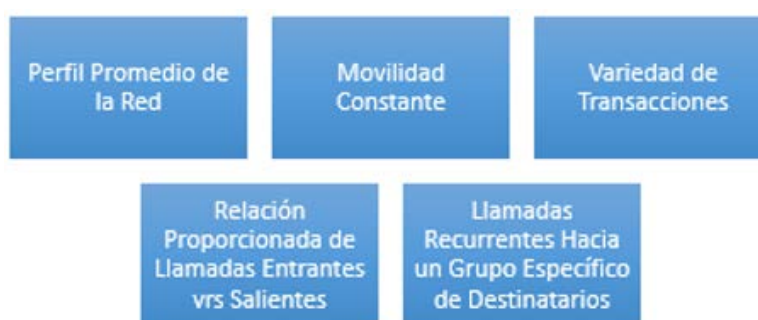 Perfil Promedio de
la Red
Movilidad
Constante
Variedad de
Transacciones
Relación
Proporcionada de
Llamadas Entrantes
vrs Salientes
Llamadas
Recurrentes Hacia
un Grupo Específico
de Destinatarios